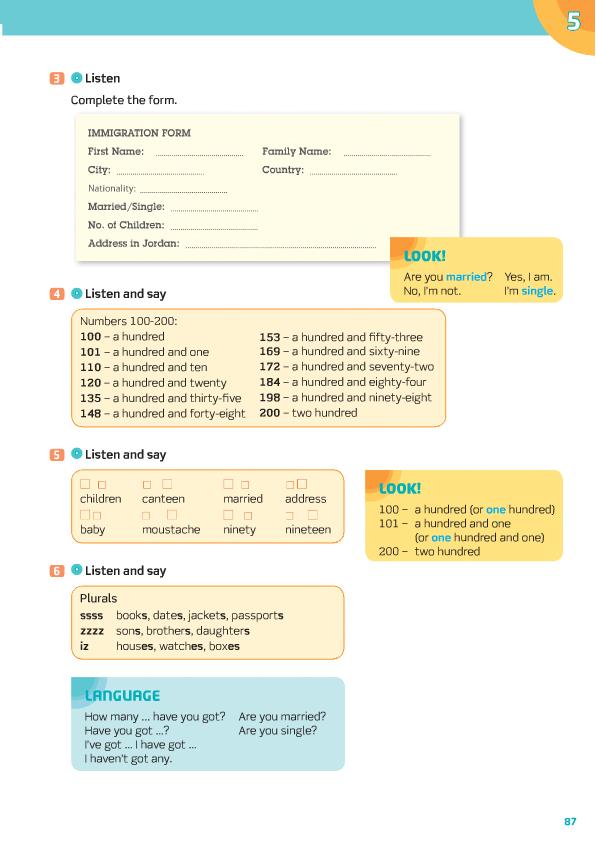 5
3 Listen
Complete the form.
IMMIGRATION FORM
First Name: Family Name:
City: Country:
Nationality:
Married/Single:
No. of Children:
Address in Jordan:
LOOK!
Are you married? Yes, I am.
No, I'm not. I'm single.
4 Listen and say
Numbers 100-200:
100 – a hundred
101 – a hundred and one
110 – a hundred and ten
120 – a hundred and twenty
135 – a hundred and thirty-five
148 – a hundred and forty-eight
153 – a hundred and fifty-three
169 – a hundred and sixty-nine
172 – a hundred and seventy-two
184 – a hundred and eighty-four
198 – a hundred and ninety-eight
200 – two hundred
5 Listen and say
children canteen married address
baby moustache ninety nineteen
LOOK!
100 – a hundred (or one hundred)
101 – a hundred and one
(or one hundred and one)
200 – two hundred
6 Listen and say
Plurals
ssss books, dates, jackets, passports
zzzz sons, brothers, daughters
iz houses, watches, boxes
LANGUAGE
How many ... have you got? Are you married?
Have you got ...? Are you single?
I've got ... I have got ...
I haven't got any.
87